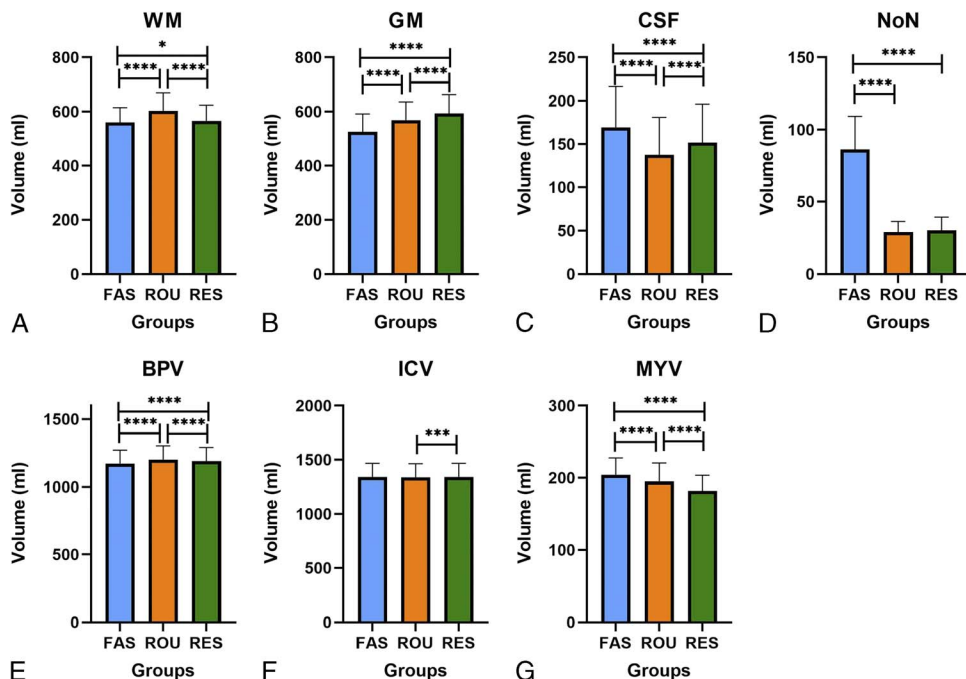 WM
*
**** ****
Volume (ml)
800
600
400
200
0
FAS ROU RES
Groups
A
GM
****
**** ****
Volume (ml)
800
600
400
200
0
FAS ROU RES
Groups
B
CSF
****
**** ****
Volume (ml)
250
200
150
100
50
0
FAS ROU RES
Groups
C
NoN
****
****
Volume (ml)
150
100
50
0
FAS ROU RES
Groups
D
BPV
****
**** ****
Volume (ml)
1500
1000
500
0
FAS ROU RES
Groups
E
ICV
***
Volume (ml)
2000
1500
1000
500
0
FAS ROU RES
Groups
F
MYV
****
**** ****
Volume (ml)
300
200
100
0
FAS ROU RES
Groups
G